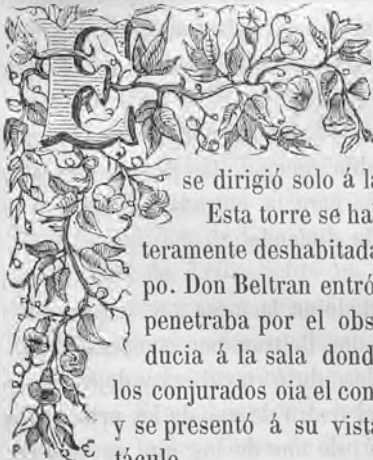 E
se dirigió solo á la
Esta torre se ha
teramente deshabitada
po. Don Beltran entró
penetraba por el obs
ducia á la sala dond
los conjurados oia el con
y se presentó á su vista
táculo.